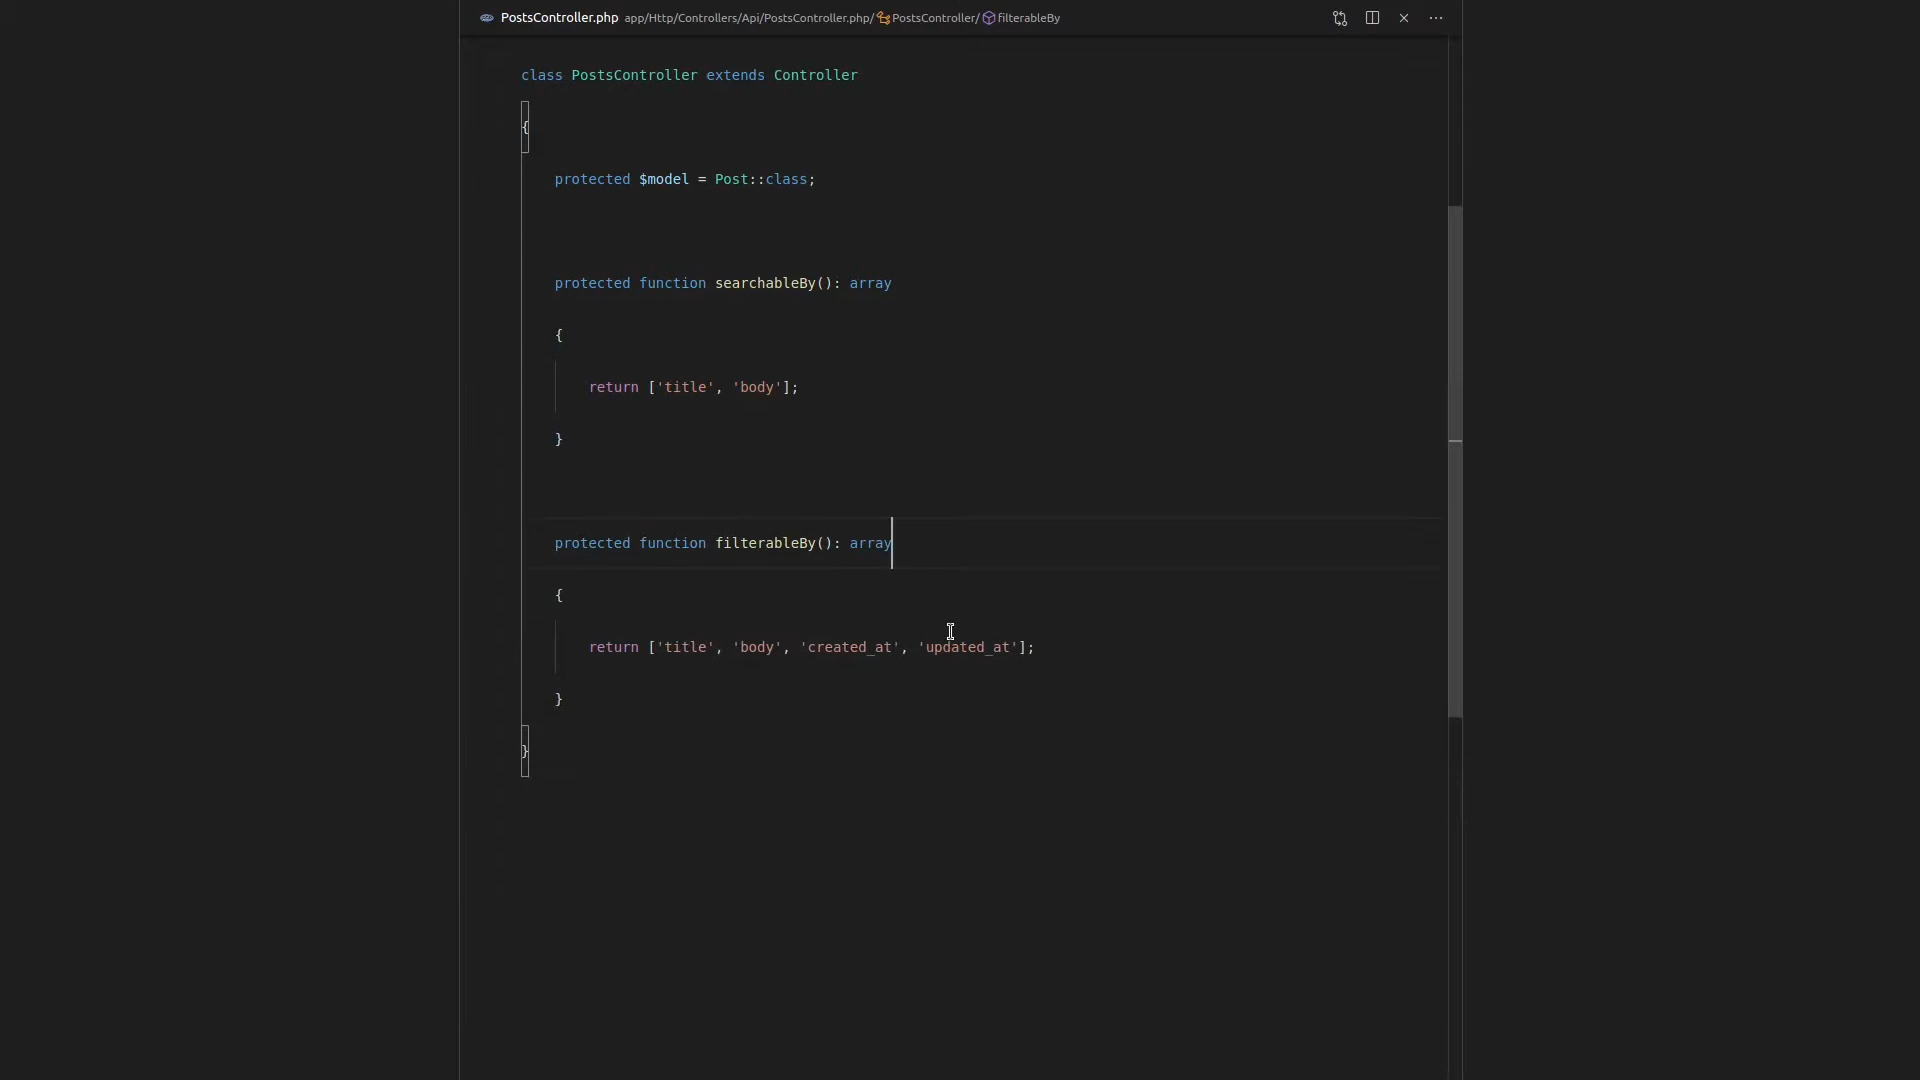 PostsController.php app/Http/Controllers/Api/PostsController.php/ PostsController/ filterableBy
class PostsController extends Controller
{
protected $model = Post::class;
protected function searchableBy(): array
{
return ['title', 'body'];
}
protected function filterableBy(): array
{
return ['title', 'body', 'created_at', 'updated_at'];
}
}